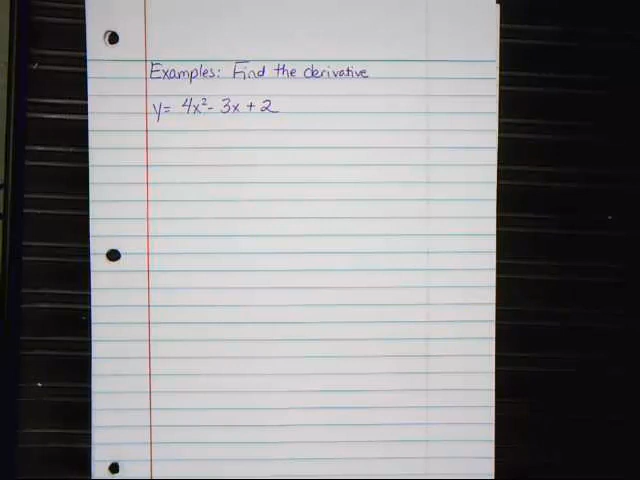 Examples: Find the derivative
y= 4x²- 3x + 2